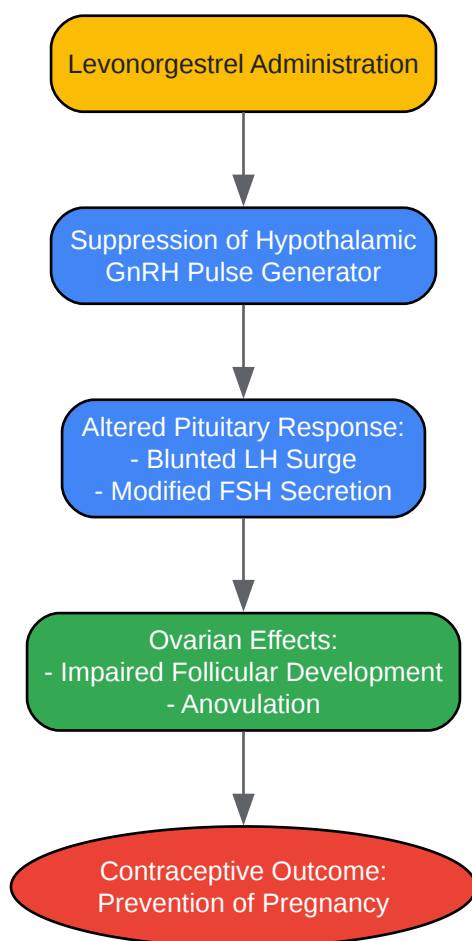 Levonorgestrel Administration
Suppression of Hypothalamic
GnRH Pulse Generator
Altered Pituitary Response:
- Blunted LH Surge
- Modified FSH Secretion
Ovarian Effects:
- Impaired Follicular Development
- Anovulation
Contraceptive Outcome:
Prevention of Pregnancy